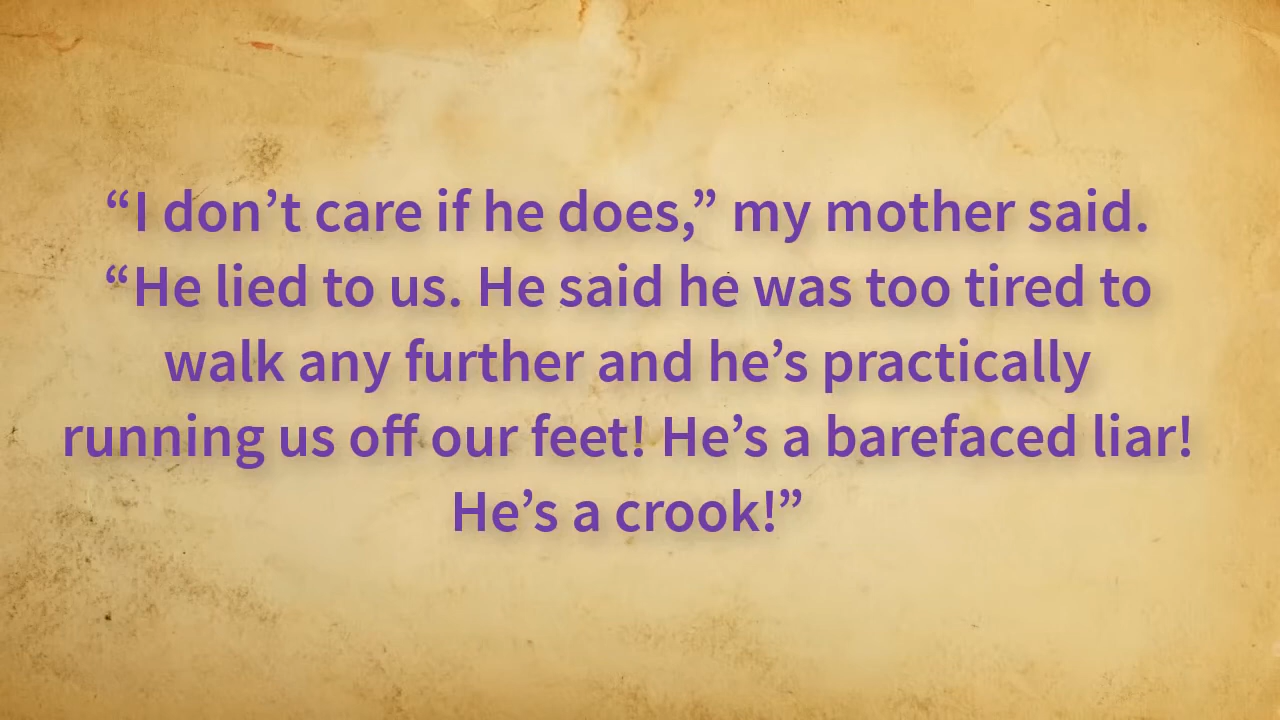 “I don’t care if he does,” my mother said.
“He lied to us. He said he was too tired to
walk any further and he’s practically
running us off our feet! He’s a barefaced liar!
He’s a crook!”